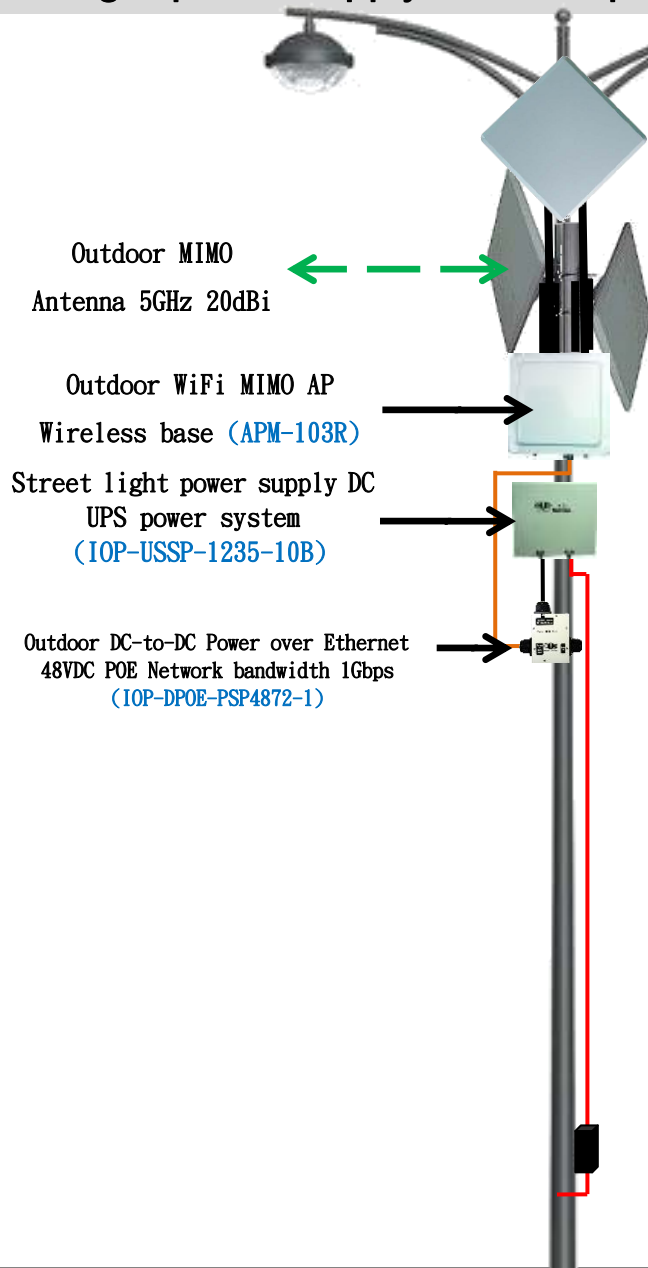 Outdoor MIMO
Antenna 5GHz 20dBi
Outdoor WiFi MIMO AP
Wireless base (APM-103R)
Street light power supply DC
UPS power system
(IOP-USSP-1235-10B)
Outdoor DC-to-DC Power over Ethernet
48VDC POE Network bandwidth 1Gbps
(IOP-DPOE-PSP4872-1)